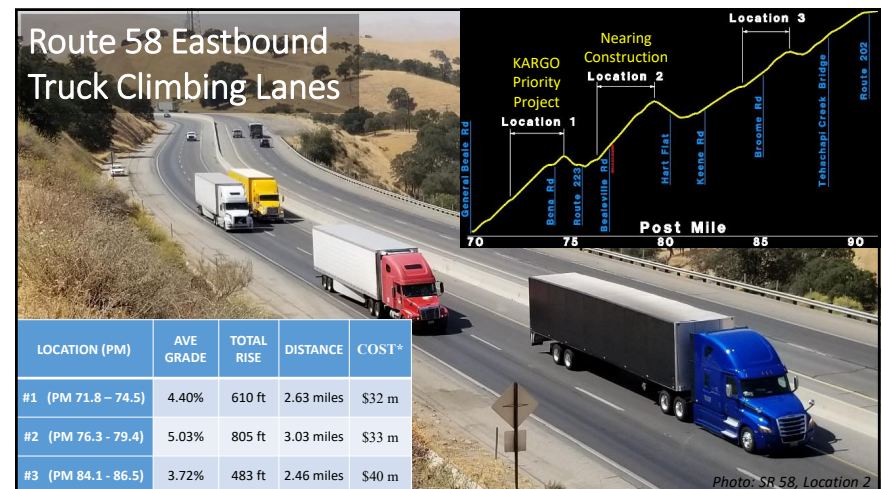 Route 58 Eastbound
Truck Climbing Lanes
Location 3
Nearing
Construction
Location 2
KARGO
Priority
Project
Location 1
General Beale Rd
Bena Rd
Route 223
Bealeville Rd
Hart Flat
Keene Rd
Broome Rd
Tehachapi Creek Bridge
Route 202
Post Mile
70 75 80 85 90
LOCATION (PM) AVE GRADE TOTAL RISE DISTANCE COST*
#1 (PM 71.8 – 74.5) 4.40% 610 ft 2.63 miles $32 m
#2 (PM 76.3 - 79.4) 5.03% 805 ft 3.03 miles $33 m
#3 (PM 84.1 - 86.5) 3.72% 483 ft 2.46 miles $40 m
Photo: SR 58, Location 2